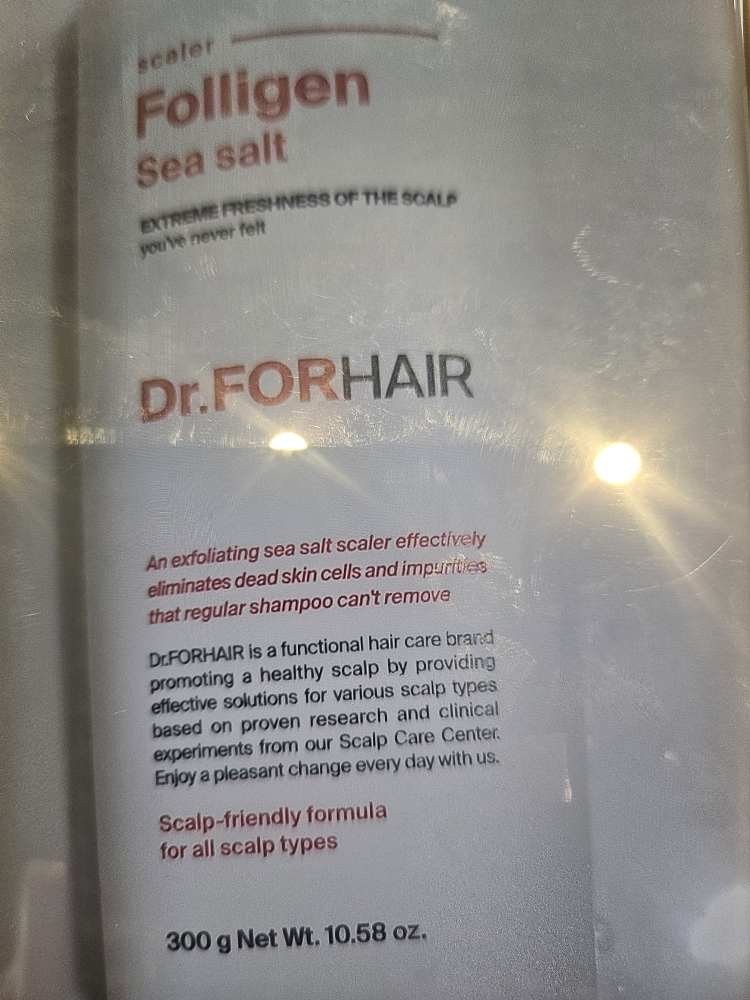 scaler
Folligen
Sea salt
EXTREME FRESHNESS OF THE SCALP
you've never felt
Dr.FORHAIR
An exfoliating sea salt scaler effectively
eliminates dead skin cells and impurities
that regular shampoo can't remove
Dr.FORHAIR is a functional hair care brand
promoting a healthy scalp by providing
effective solutions for various scalp types
based on proven research and clinical
experiments from our Scalp Care Center.
Enjoy a pleasant change every day with us.
Scalp-friendly formula
for all scalp types
300 g Net Wt. 10.58 oz.